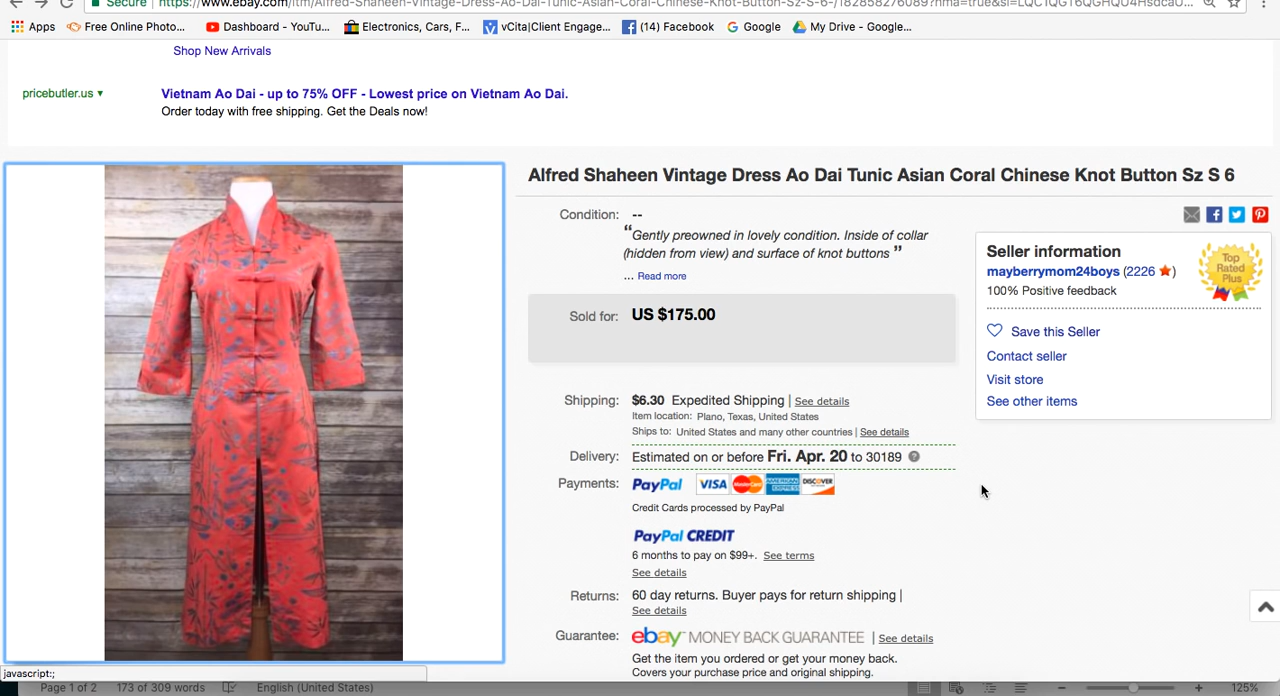 Secure https://www.ebay.com/itm/Alfred-Shaheen-Vintage-Dress-Ao-Dai-Tunic-Asian-Coral-Chinese-Knot-Button-Sz-S-6-/182858276089?hma=true&si=
Apps Free Online Photo... Dashboard - YouTu... Electronics, Cars, F... vCita|Client Engage... (14) Facebook Google My Drive - Google...
Shop New Arrivals
pricebutler.us ▾ Vietnam Ao Dai - up to 75% OFF - Lowest price on Vietnam Ao Dai.
Order today with free shipping. Get the Deals now!
Alfred Shaheen Vintage Dress Ao Dai Tunic Asian Coral Chinese Knot Button Sz S 6
Condition: --
“Gently preowned in lovely condition. Inside of collar
(hidden from view) and surface of knot buttons ”
... Read more
Sold for: US $175.00
Shipping: $6.30 Expedited Shipping | See details
Item location: Plano, Texas, United States
Ships to: United States and many other countries | See details
Delivery: Estimated on or before Fri. Apr. 20 to 30189 ?
Payments: PayPal VISA MasterCard AMERICAN EXPRESS DISCOVER
Credit Cards processed by PayPal
PayPal CREDIT
6 months to pay on $99+. See terms
See details
Returns: 60 day returns. Buyer pays for return shipping |
See details
Guarantee: ebay MONEY BACK GUARANTEE | See details
Get the item you ordered or get your money back.
Covers your purchase price and original shipping.
Seller information
mayberrymom24boys (2226 ★)
100% Positive feedback
Top
Rated
Plus
Save this Seller
Contact seller
Visit store
See other items
javascript:;
Page 1 of 2 173 of 309 words English (United States) 125%